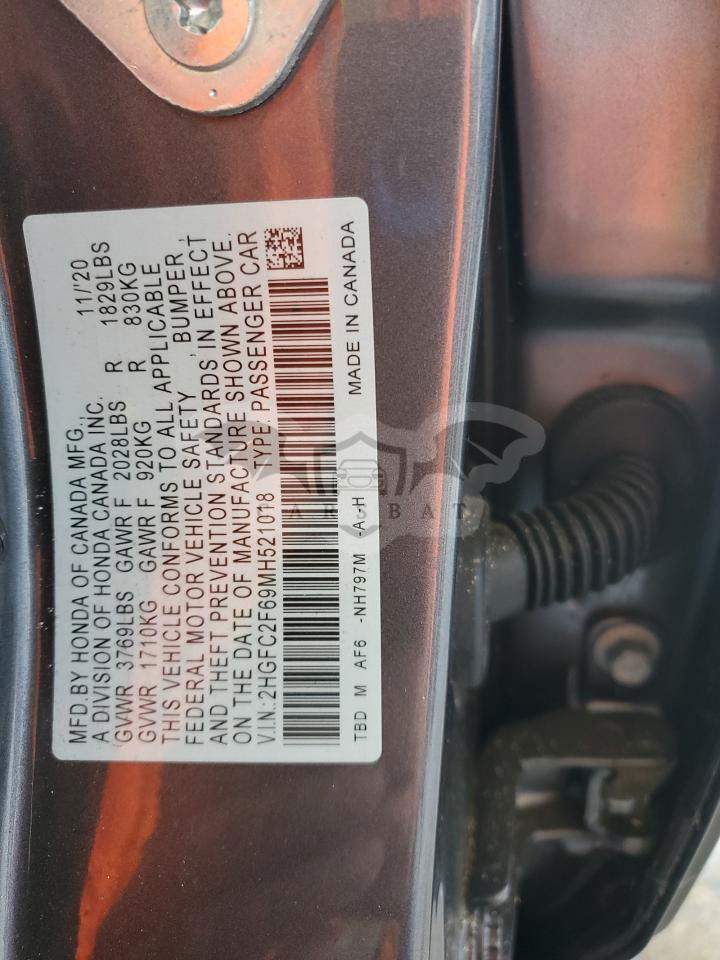 MFD.BY HONDA OF CANADA MFG., 11/'20
A DIVISION OF HONDA CANADA INC.
GVWR 3769LBS GAWR F 2028LBS R 1829LBS
GVWR 1710KG GAWR F 920KG R 830KG
THIS VEHICLE CONFORMS TO ALL APPLICABLE
FEDERAL MOTOR VEHICLE SAFETY, BUMPER,
AND THEFT PREVENTION STANDARDS, IN EFFECT
ON THE DATE OF MANUFACTURE SHOWN ABOVE.
V.I.N.:2HGFC2F69MH521018 TYPE PASSENGER CAR
TBD M AF6 -NH797M -A-H MADE IN CANADA
CARSBAT